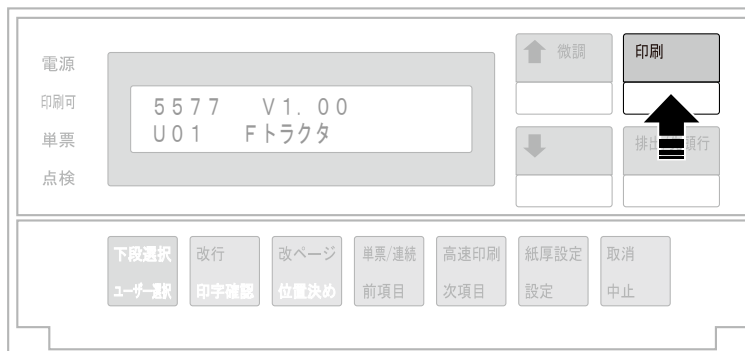 電源
印刷可
単票
点検
5577 V1.00
U01 Fトラクタ
微調
印刷
排出 頭行
下段選択
ユーザー選択
改行
印字確認
改ページ
位置決め
単票/連続
前項目
高速印刷
次項目
紙厚設定
設定
取消
中止